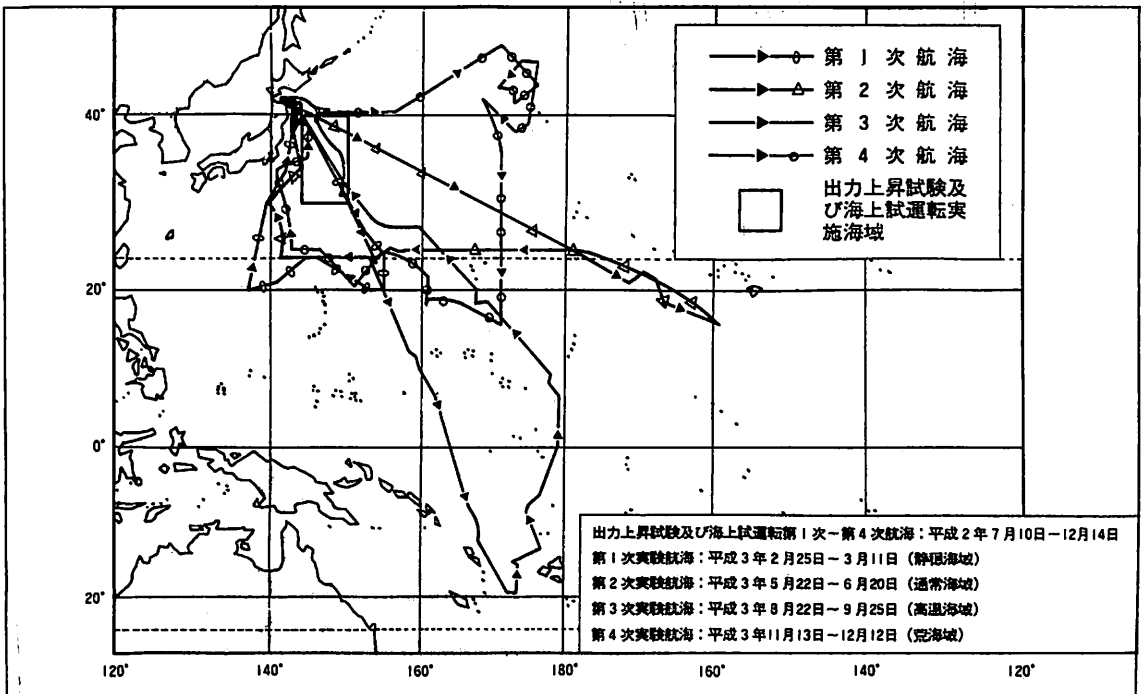 第1次航海
第2次航海
第3次航海
第4次航海
出力上昇試験及
び海上試運転実
施海域
40°
20°
0°
20°
出力上昇試験及び海上試運転第1次~第4次航海:平成2年7月10日-12月14日
第1次実験航海:平成3年2月25日~3月11日(静穏海域)
第2次実験航海:平成3年5月22日~6月20日(通常海域)
第3次実験航海:平成3年8月22日~9月25日(高温海域)
第4次実験航海:平成3年11月13日~12月12日(荒海域)
120° 140° 160° 180° 160° 120°